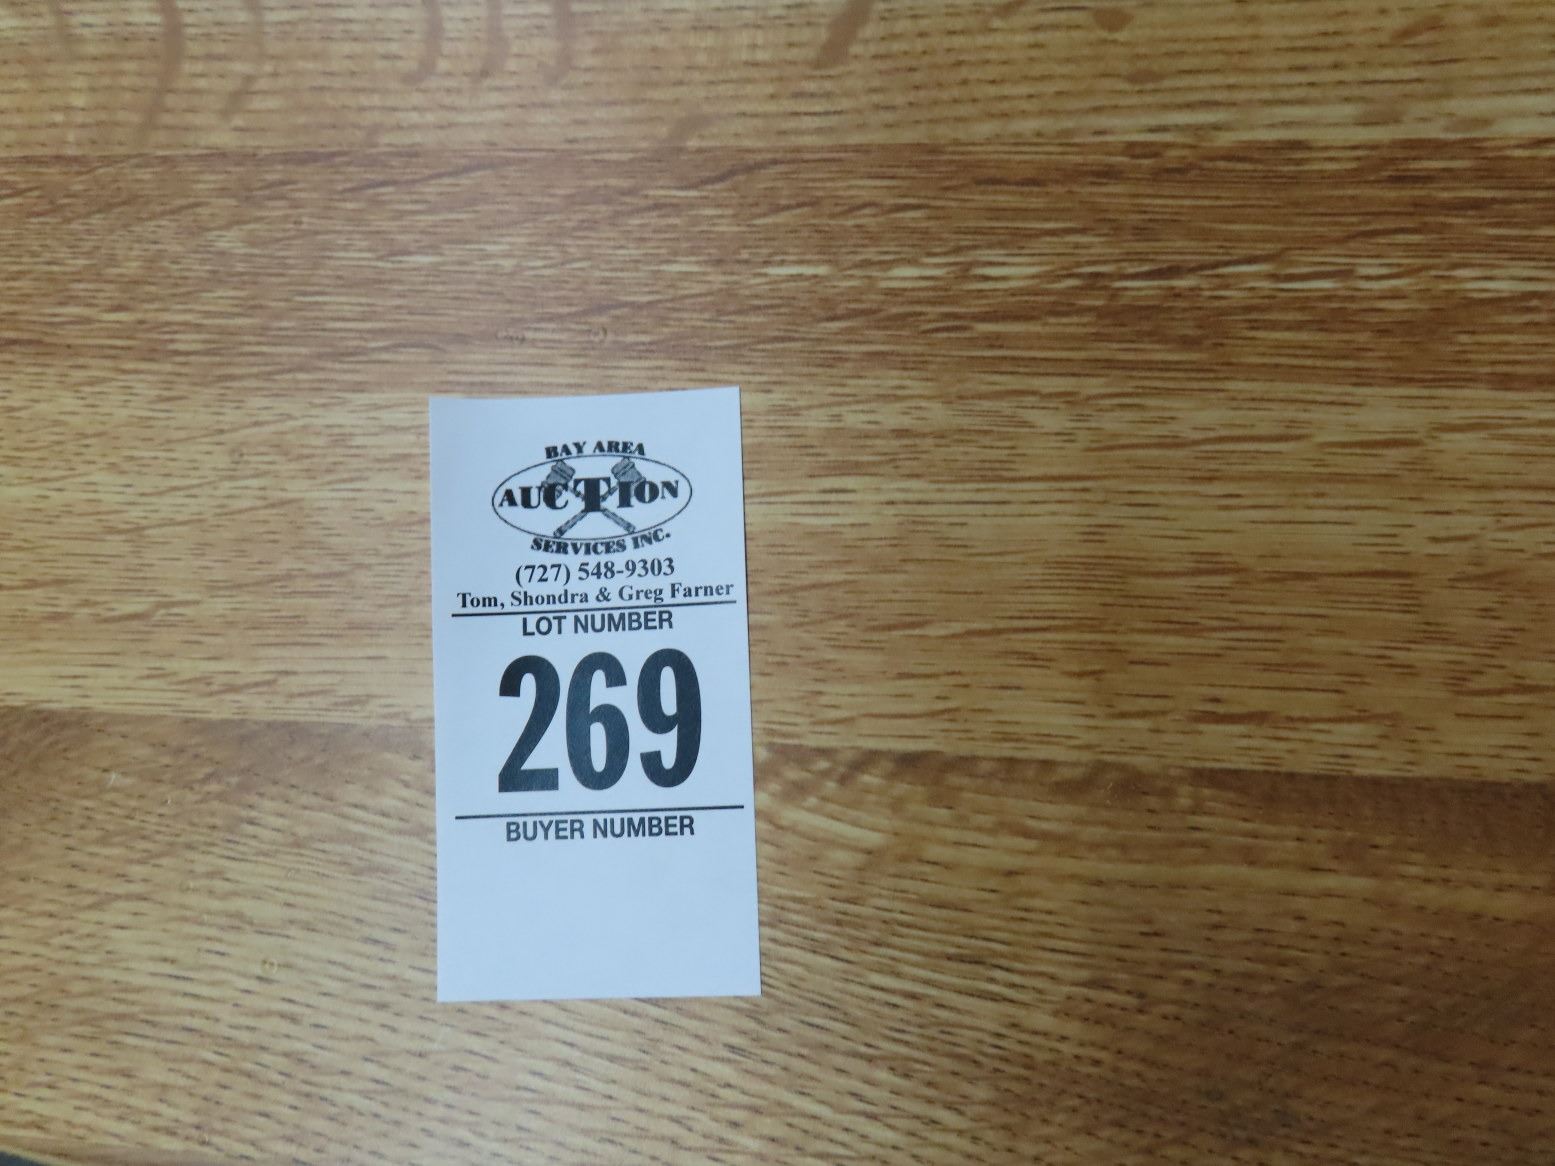 BAY AREA
AUCTION
SERVICES INC.
(727) 548-9303
Tom, Shondra & Greg Farner
LOT NUMBER
269
BUYER NUMBER